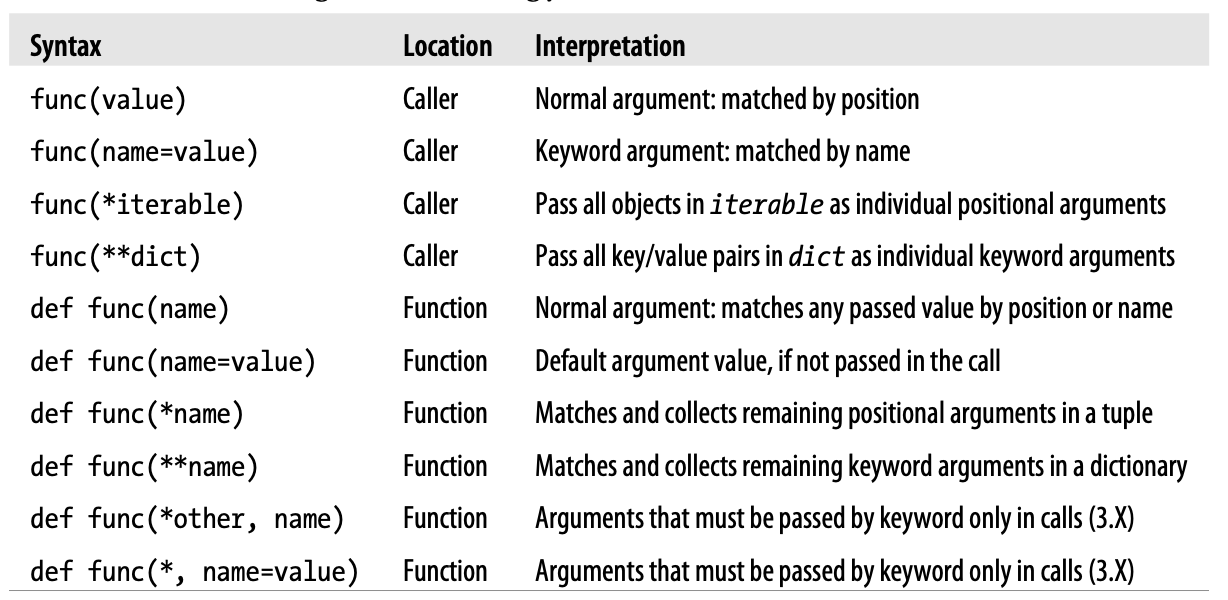 Syntax Location Interpretation
func(value) Caller Normal argument: matched by position
func(name=value) Caller Keyword argument: matched by name
func(*iterable) Caller Pass all objects in iterable as individual positional arguments
func(**dict) Caller Pass all key/value pairs in dict as individual keyword arguments
def func(name) Function Normal argument: matches any passed value by position or name
def func(name=value) Function Default argument value, if not passed in the call
def func(*name) Function Matches and collects remaining positional arguments in a tuple
def func(**name) Function Matches and collects remaining keyword arguments in a dictionary
def func(*other, name) Function Arguments that must be passed by keyword only in calls (3.X)
def func(*, name=value) Function Arguments that must be passed by keyword only in calls (3.X)